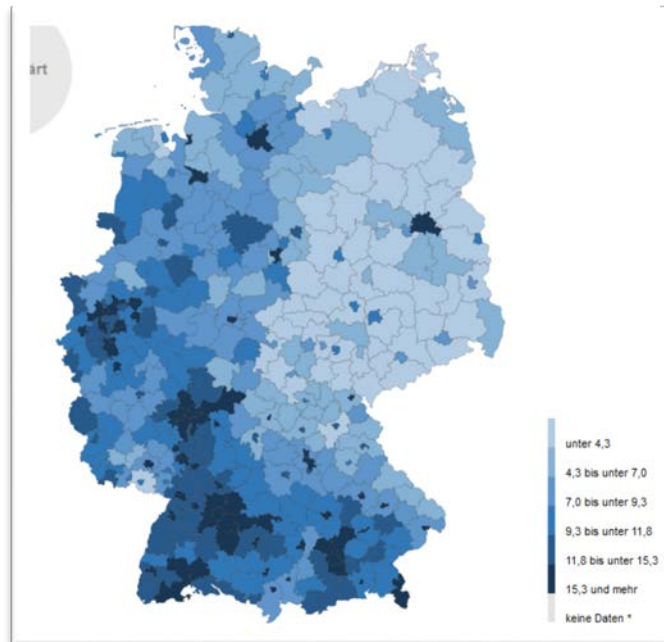 ärt
unter 4,3
4,3 bis unter 7,0
7,0 bis unter 9,3
9,3 bis unter 11,8
11,8 bis unter 15,3
15,3 und mehr
keine Daten *